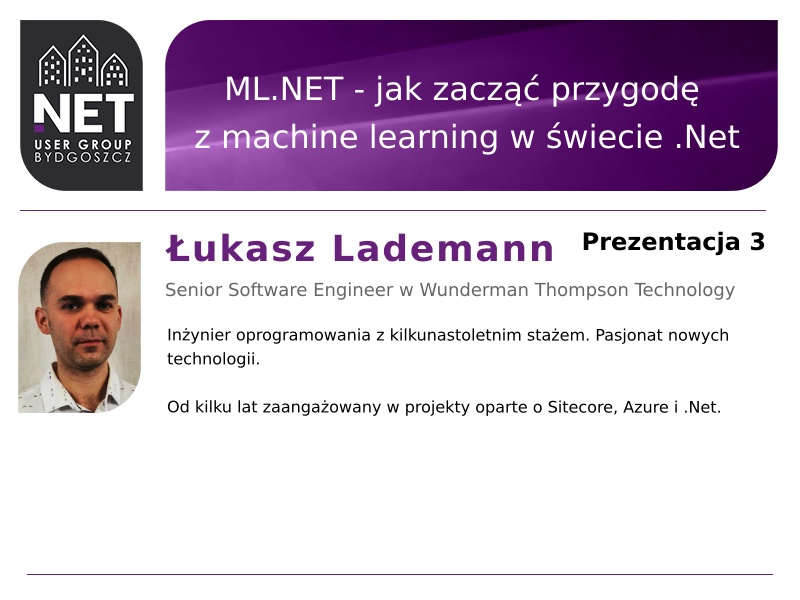 .NET
USER GROUP
BYDGOSZCZ
ML.NET - jak zacząć przygodę
z machine learning w świecie .Net
Łukasz Lademann
Prezentacja 3
Senior Software Engineer w Wunderman Thompson Technology
Inżynier oprogramowania z kilkunastoletnim stażem. Pasjonat nowych
technologii.
Od kilku lat zaangażowany w projekty oparte o Sitecore, Azure i .Net.